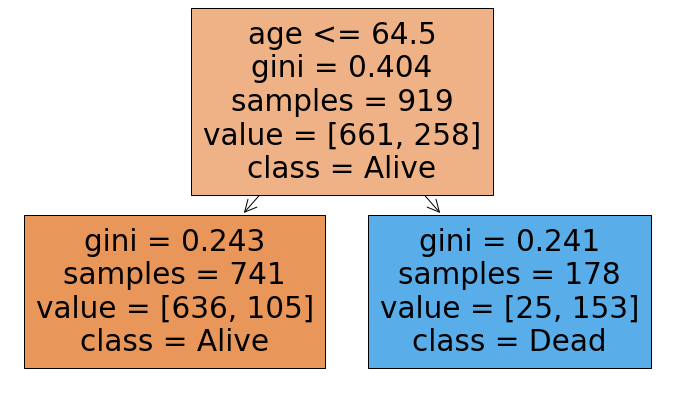 age <= 64.5
gini = 0.404
samples = 919
value = [661, 258]
class = Alive
gini = 0.243
samples = 741
value = [636, 105]
class = Alive
gini = 0.241
samples = 178
value = [25, 153]
class = Dead